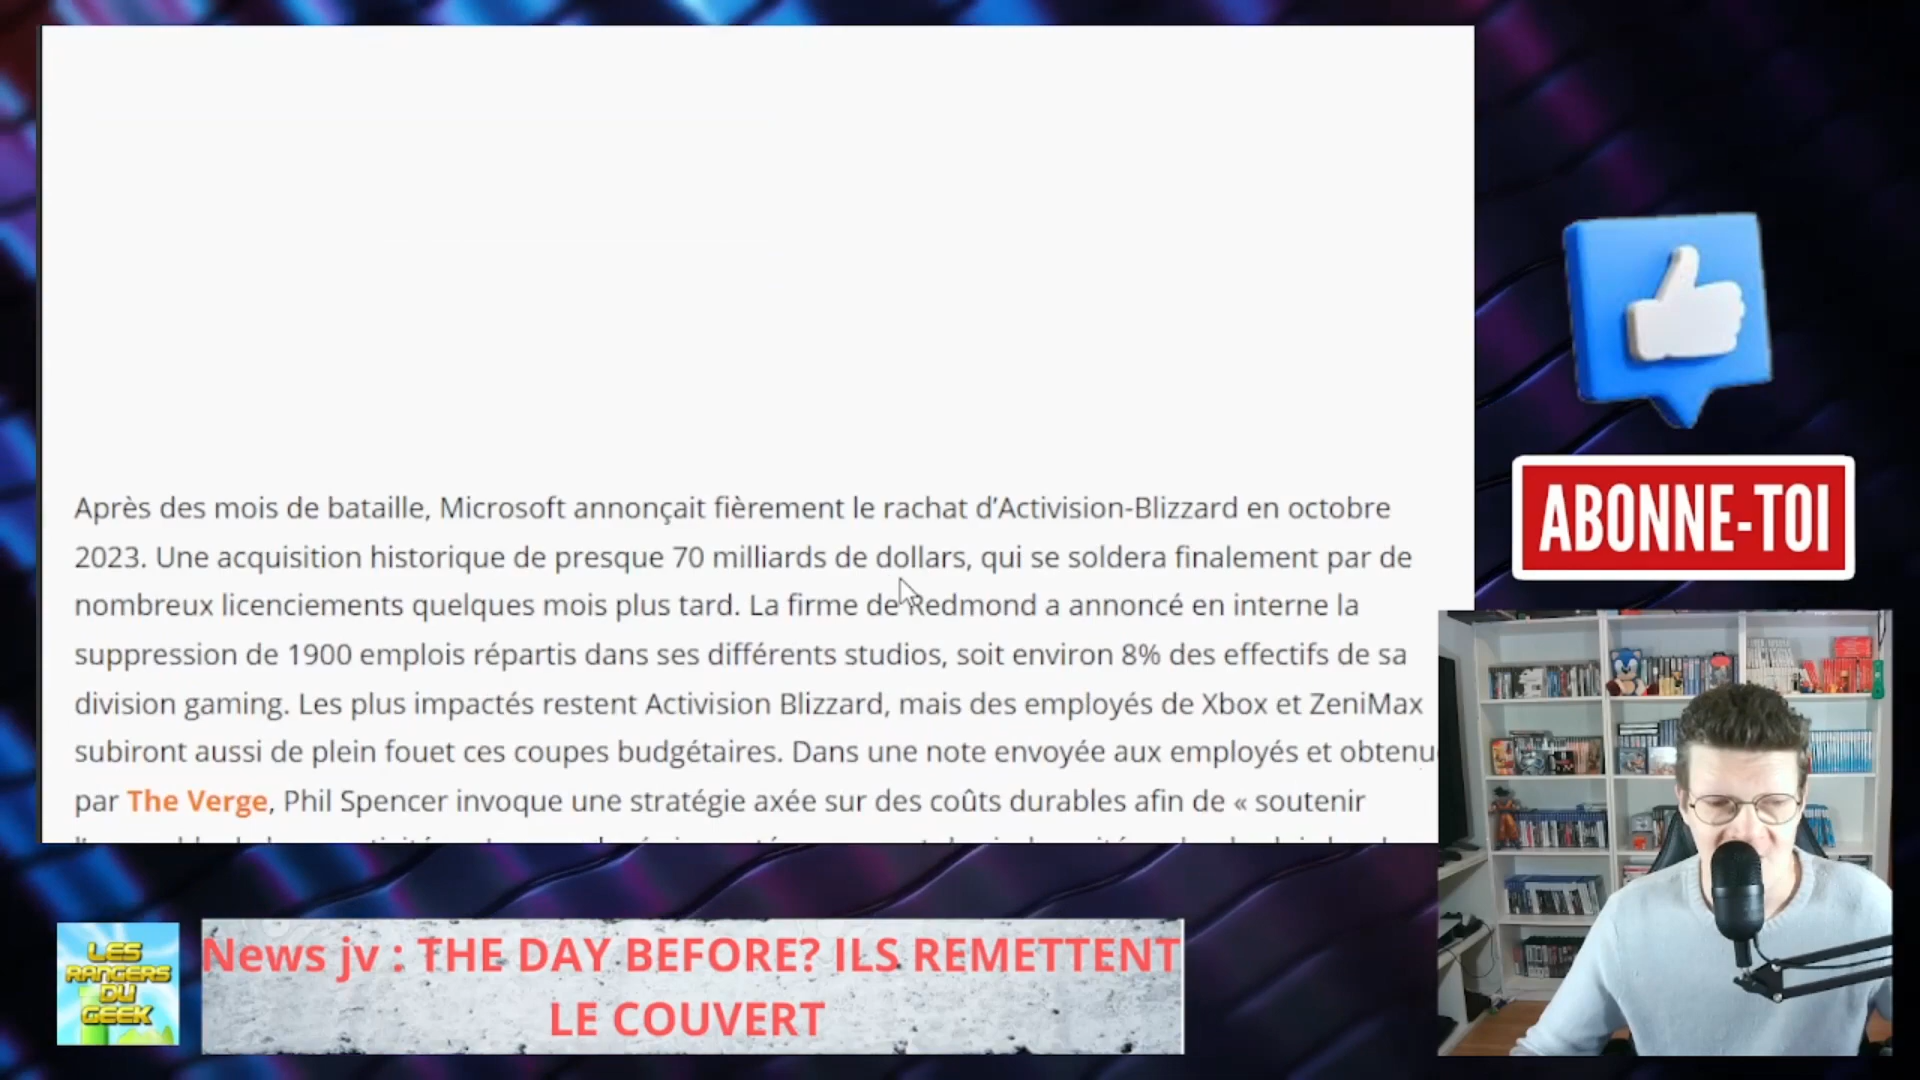 Après des mois de bataille, Microsoft annonçait fièrement le rachat d’Activision-Blizzard en octobre
2023. Une acquisition historique de presque 70 milliards de dollars, qui se soldera finalement par de
nombreux licenciements quelques mois plus tard. La firme de Redmond a annoncé en interne la
suppression de 1900 emplois répartis dans ses différents studios, soit environ 8% des effectifs de sa
division gaming. Les plus impactés restent Activision Blizzard, mais des employés de Xbox et ZeniMax
subiront aussi de plein fouet ces coupes budgétaires. Dans une note envoyée aux employés et obtenu
par The Verge, Phil Spencer invoque une stratégie axée sur des coûts durables afin de « soutenir
ABONNE-TOI
LES
RANGERS
DU
GEEK
News jv : THE DAY BEFORE? ILS REMETTENT
LE COUVERT